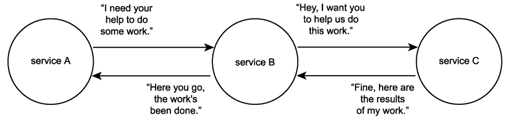 "I need your
help to do
some work."
"Hey, I want you
to help us do
this work."
service A
service B
service C
"Here you go,
the work's
been done."
"Fine, here are
the results
of my work."